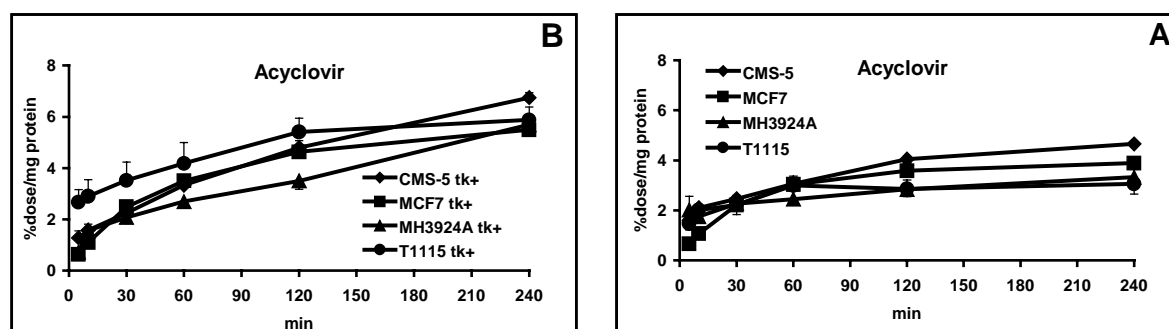 B
Acyclovir
8
6
4
2
0
%dose/mg protein
CMS-5 tk+
MCF7 tk+
MH3924A tk+
T1115 tk+
0 30 60 90 120 150 180 210 240
min
A
Acyclovir
8
6
4
2
0
%dose/mg protein
CMS-5
MCF7
MH3924A
T1115
0 30 60 90 120 150 180 210 240
min